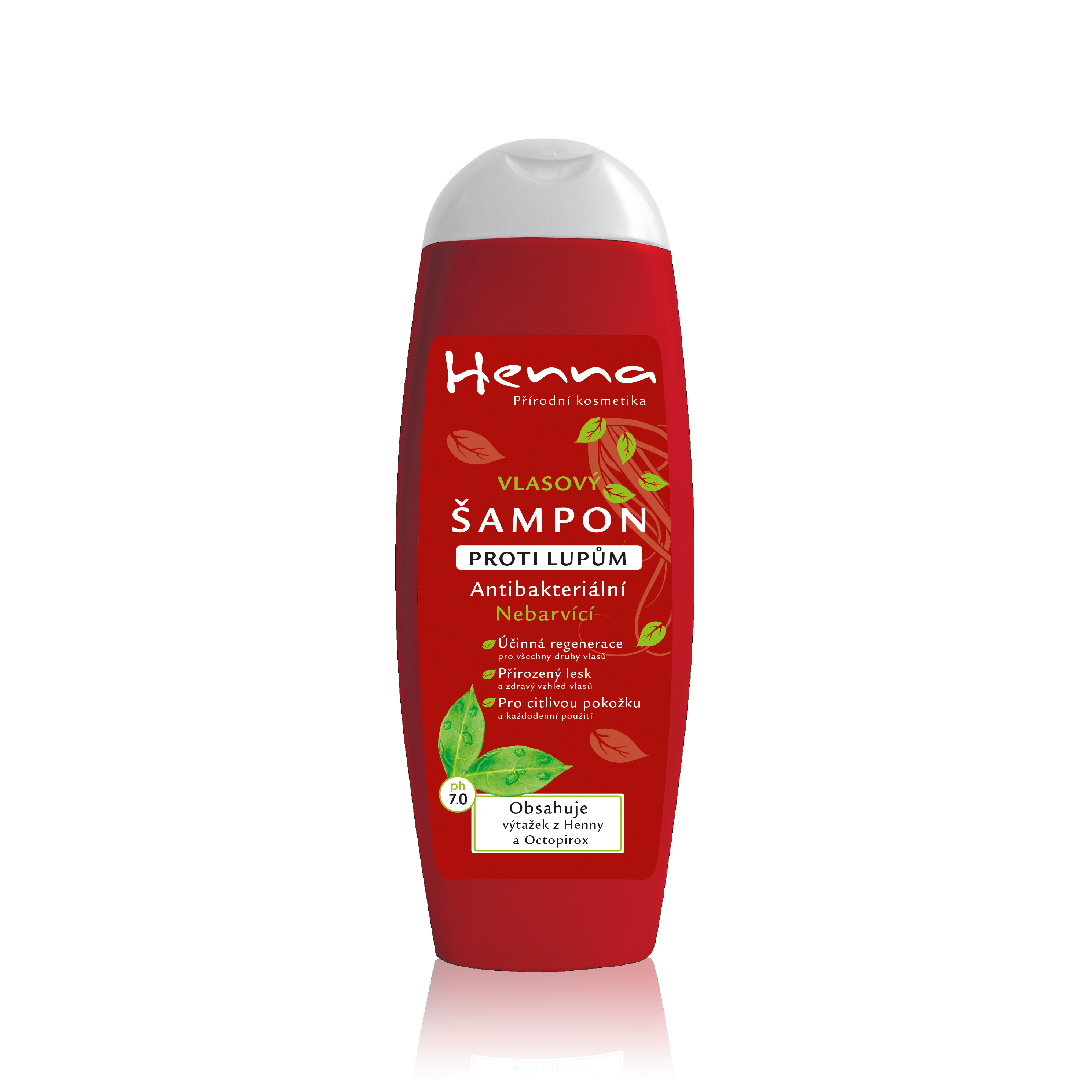 Henna
Přírodní kosmetika
VLASOVÝ
ŠAMPON
PROTI LUPŮM
Antibakteriální
Nebarvící
Účinná regenerace
pro všechny druhy vlasů
Přirozený lesk
a zdravý vzhled vlasů
Pro citlivou pokožku
a každodenní použití
ph
7.0
Obsahuje
výtažek z Henny
a Octopirox